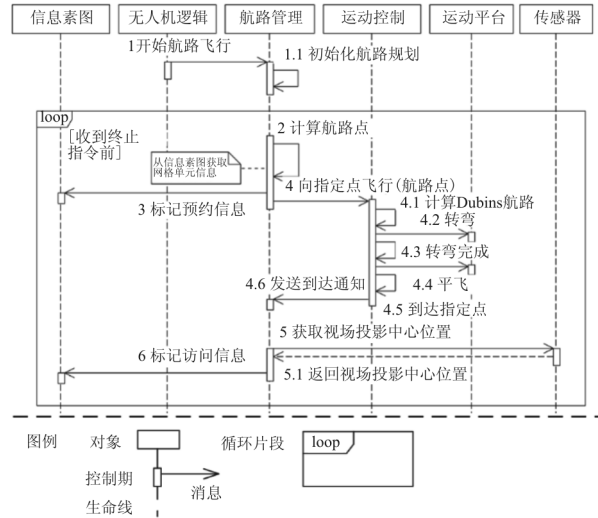 信息素图 无人机逻辑 航路管理 运动控制 运动平台 传感器
1开始航路飞行
1.1 初始化航路规划
loop
[收到终止
指令前]
2 计算航路点
从信息素图获取
网格单元信息
4 向指定点飞行(航路点)
3 标记预约信息
4.1 计算Dubins航路
4.2 转弯
4.3 转弯完成
4.6 发送到达通知
4.4 平飞
4.5 到达指定点
5 获取视场投影中心位置
6 标记访问信息
5.1 返回视场投影中心位置
图例 对象 循环片段 loop
控制期
消息
生命线